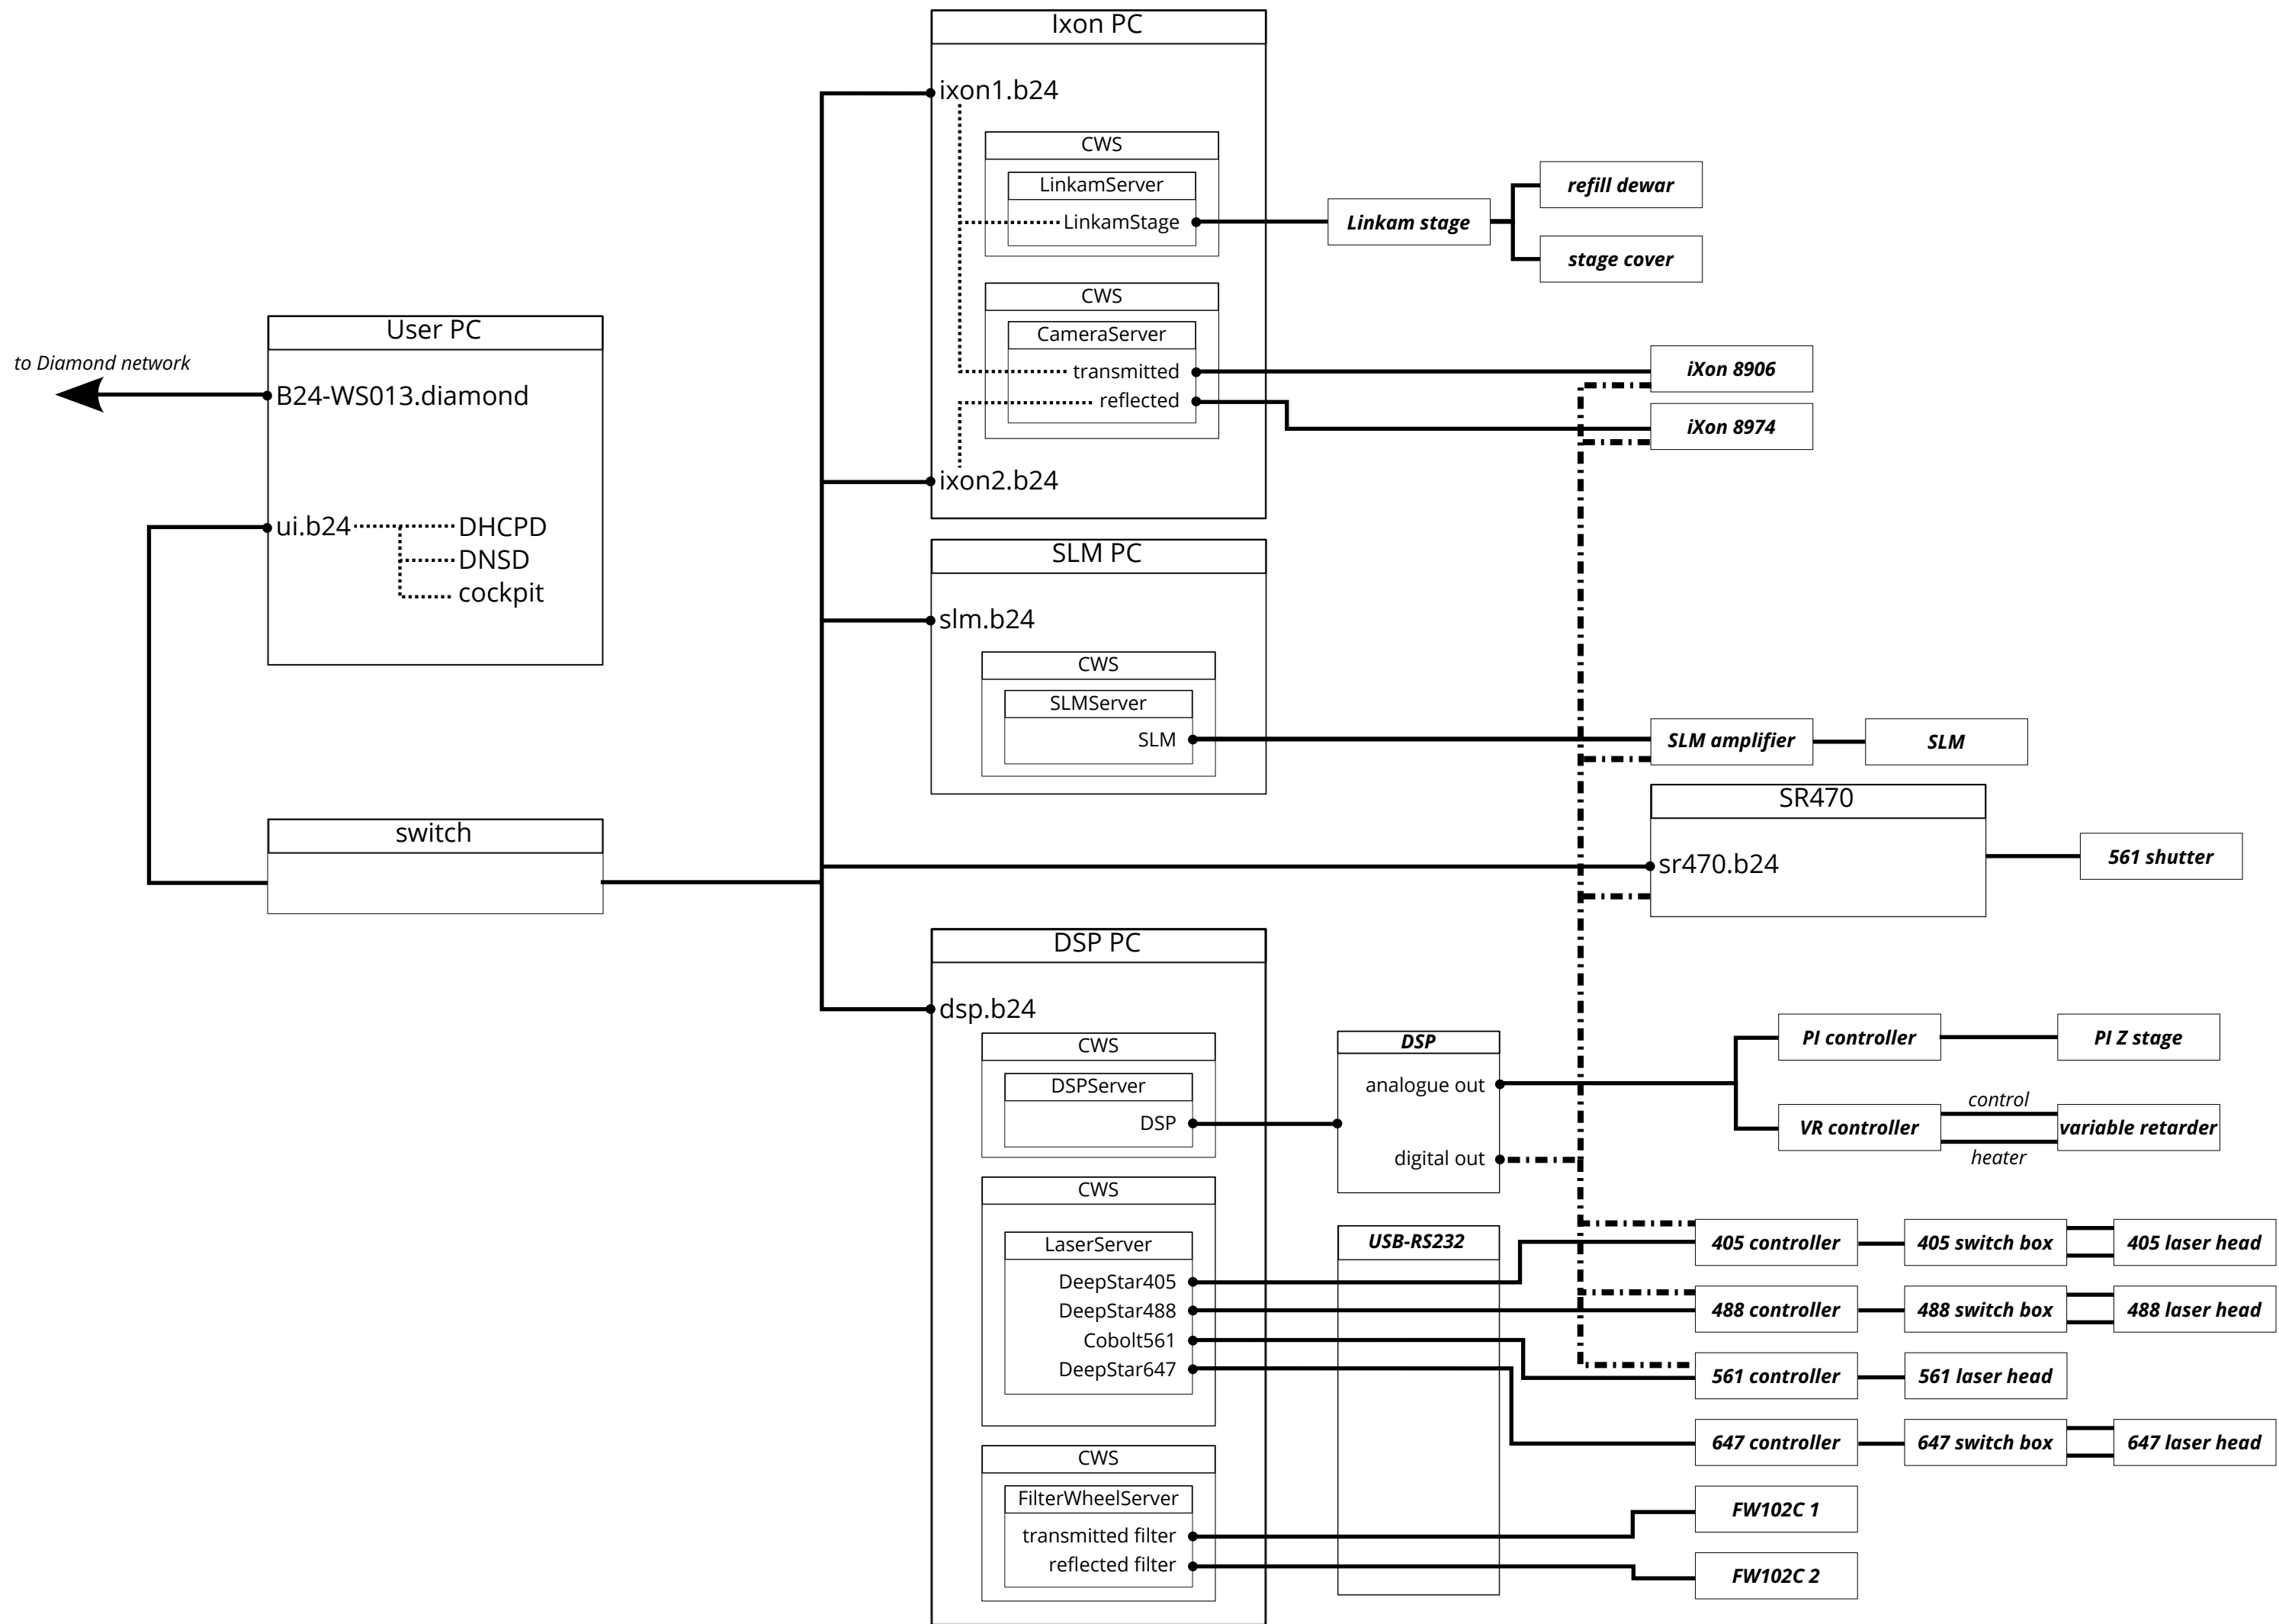 Ixon PC
ixon1.b24
CWS
LinkamServer
LinkamStage
Linkam stage
refill dewar
stage cover
CWS
CameraServer
transmitted
reflected
iXon 8906
iXon 8974
ixon2.b24
User PC
to Diamond network
B24-WS013.diamond
ui.b24
DHCPD
DNSD
cockpit
switch
SLM PC
slm.b24
CWS
SLMServer
SLM
SLM amplifier
SLM
SR470
sr470.b24
561 shutter
DSP PC
dsp.b24
CWS
DSPServer
DSP
DSP
analogue out
digital out
PI controller
PI Z stage
VR controller
control
heater
variable retarder
CWS
LaserServer
DeepStar405
DeepStar488
Cobolt561
DeepStar647
USB-RS232
405 controller
405 switch box
405 laser head
488 controller
488 switch box
488 laser head
561 controller
561 laser head
647 controller
647 switch box
647 laser head
CWS
FilterWheelServer
transmitted filter
reflected filter
FW102C 1
FW102C 2